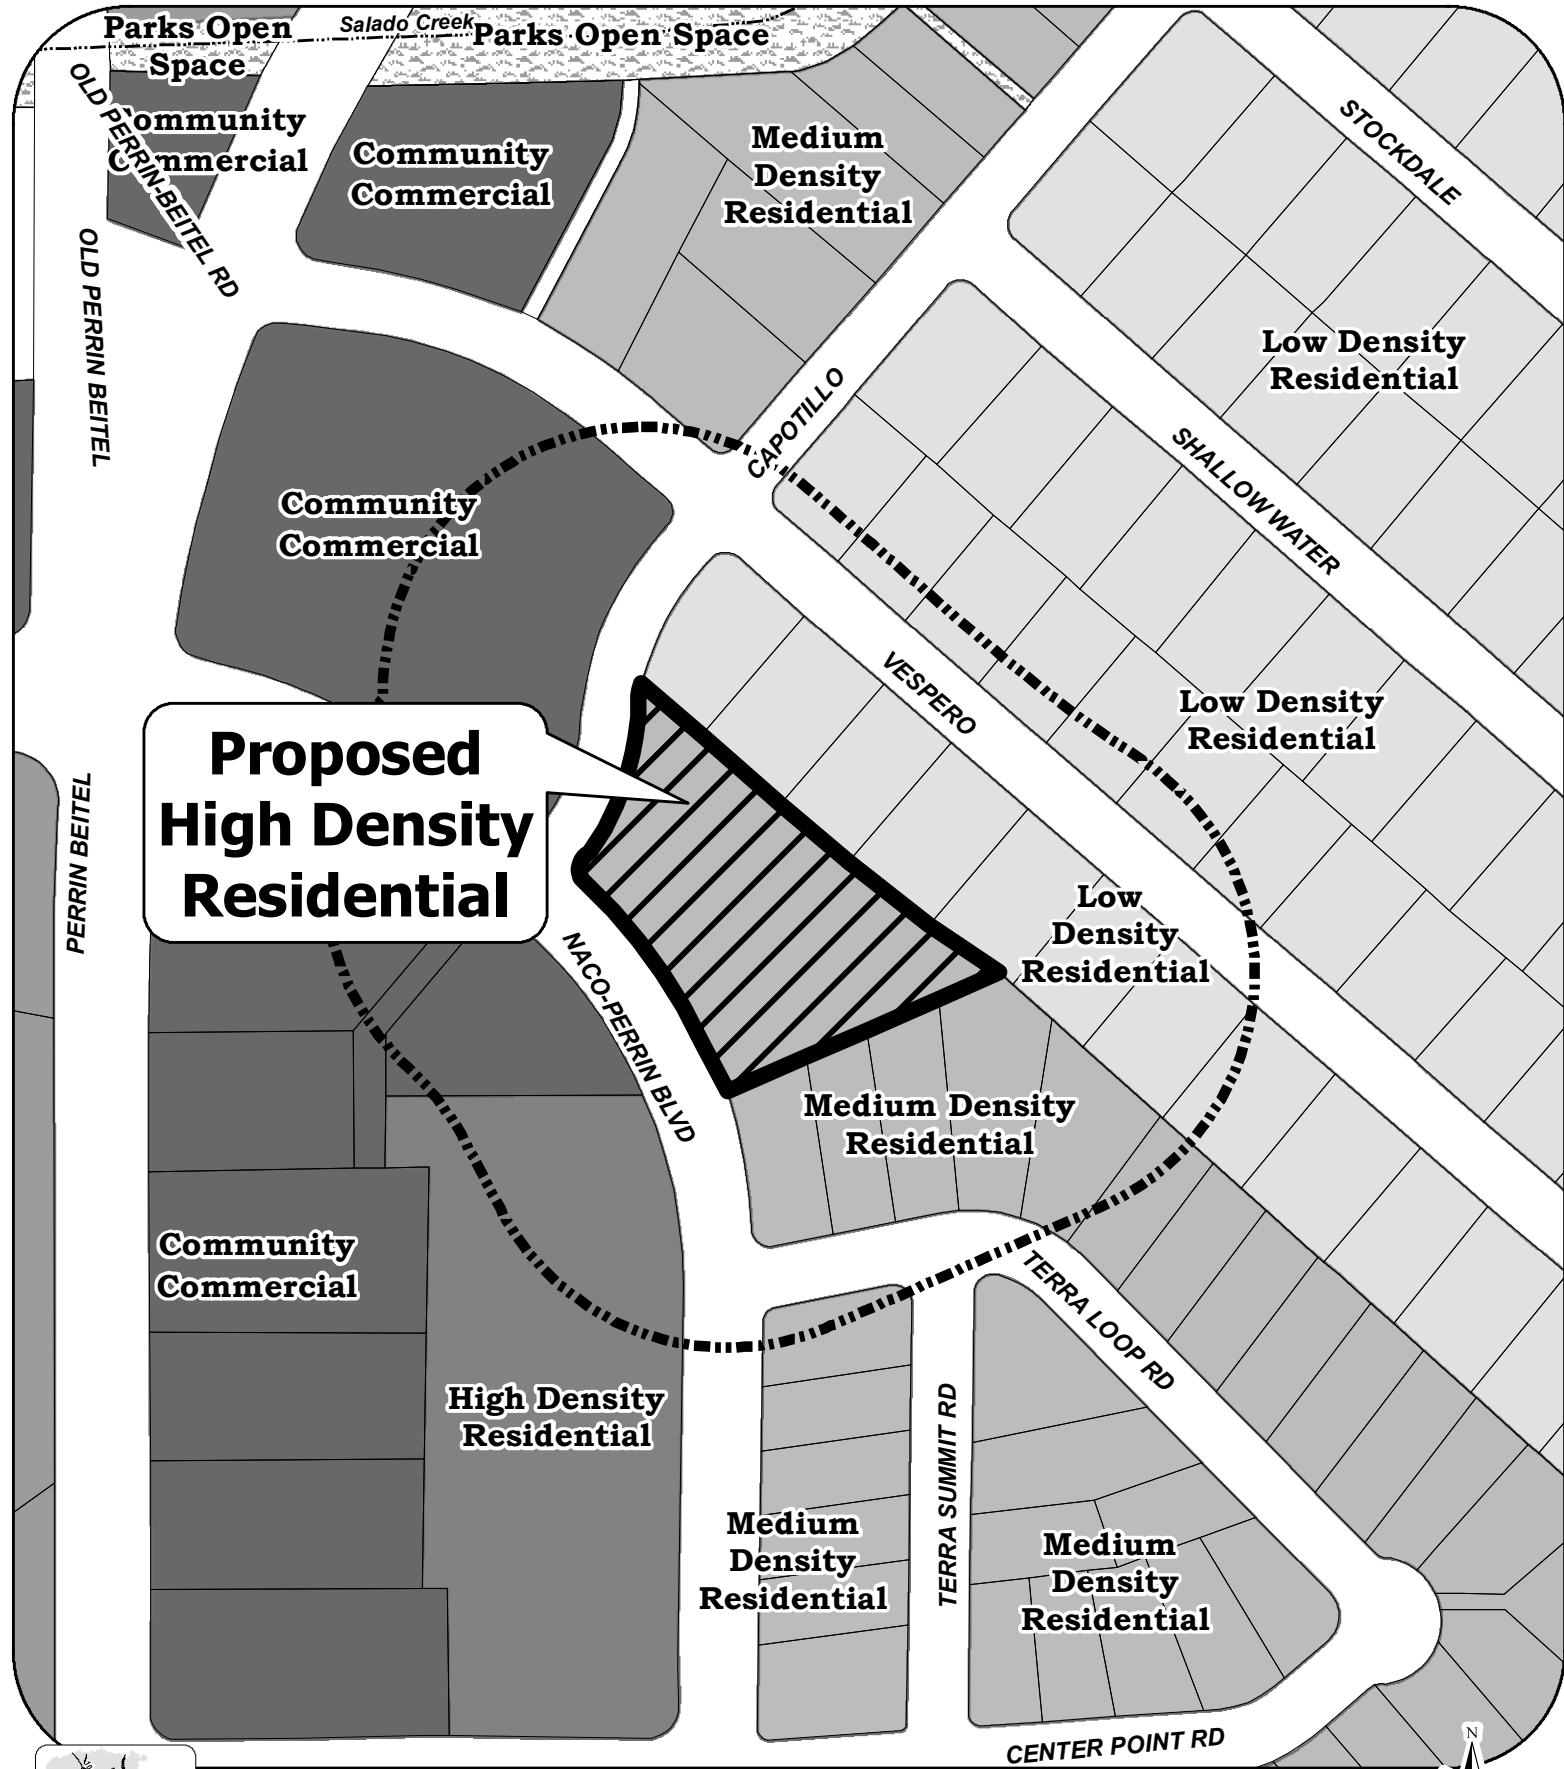 Salado Creek
Parks Open
Space
Parks Open Space
OLD PERRIN-BEITEL RD
Community
Commercial
Community
Commercial
Medium
Density
Residential
STOCKDALE
OLD PERRIN BEITEL
Low Density
Residential
CAPOTILLO
SHALLOW WATER
Community
Commercial
VESPERO
Low Density
Residential
Proposed
High Density
Residential
PERRIN BEITEL
Low
Density
Residential
NACO-PERRIN BLVD
Medium Density
Residential
Community
Commercial
TERRA LOOP RD
High Density
Residential
TERRA SUMMIT RD
Medium
Density
Residential
Medium
Density
Residential
CENTER POINT RD
N